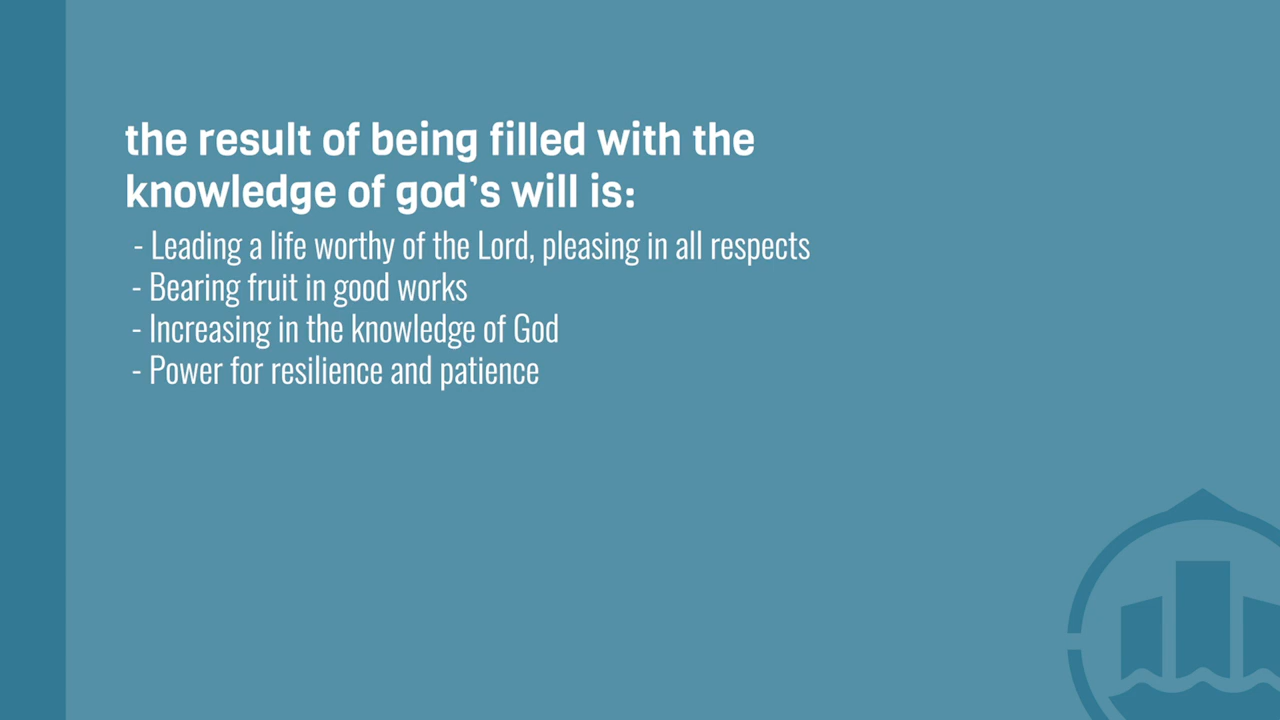 the result of being filled with the
knowledge of god's will is:
- Leading a life worthy of the Lord, pleasing in all respects
- Bearing fruit in good works
- Increasing in the knowledge of God
- Power for resilience and patience